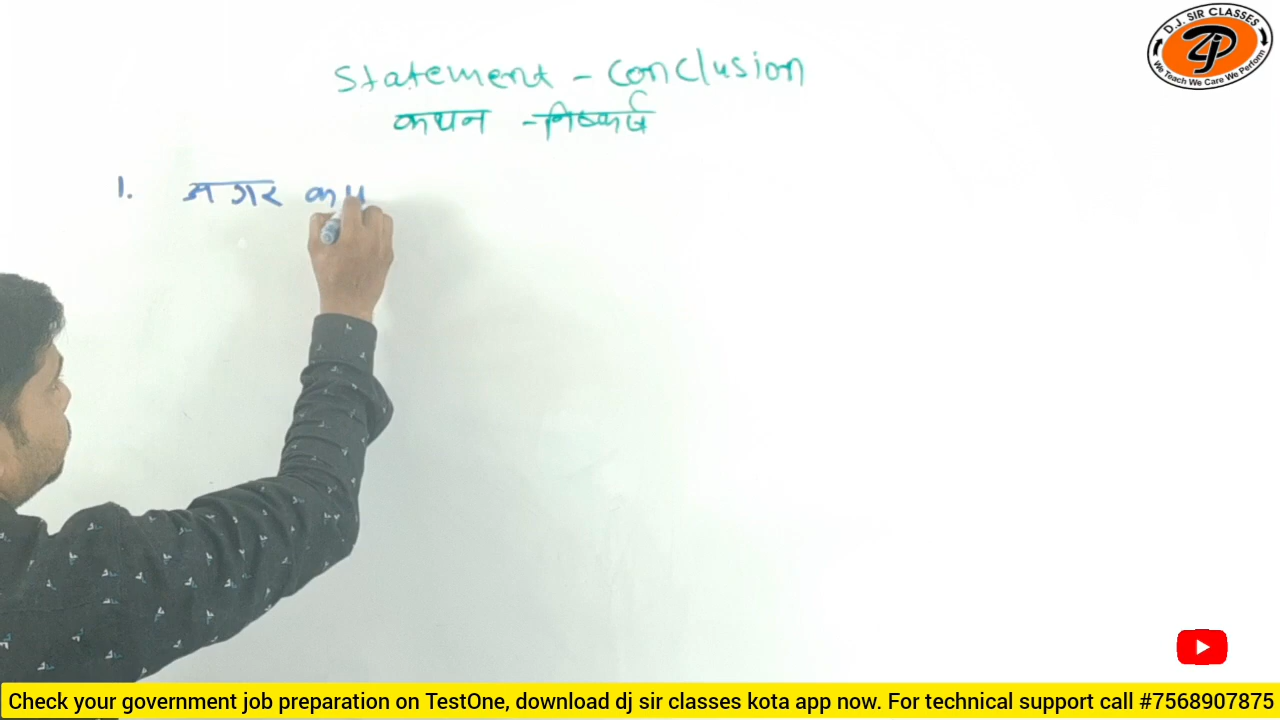 D.J. SIR CLASSES
We Teach We Care We Perform
Statement - Conclusion
कथन - निष्कर्ष
1. अगर
Check your government job preparation on TestOne, download dj sir classes kota app now. For technical support call #7568907875